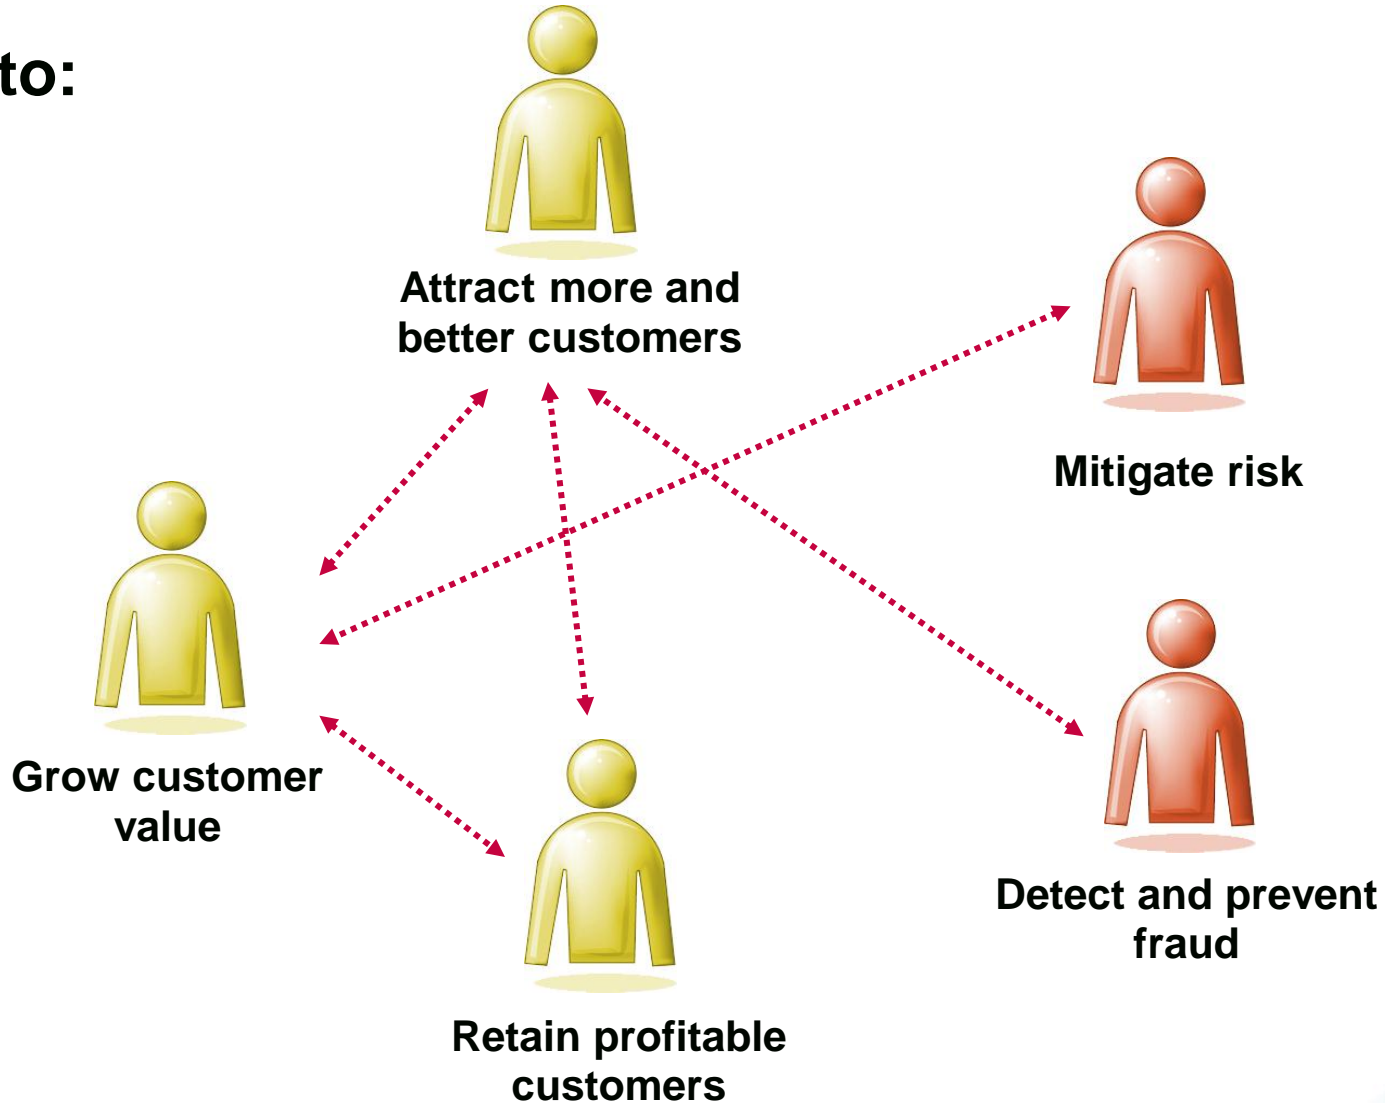 to:
Attract more and
better customers
Mitigate risk
Grow customer
value
Detect and prevent
fraud
Retain profitable
customers